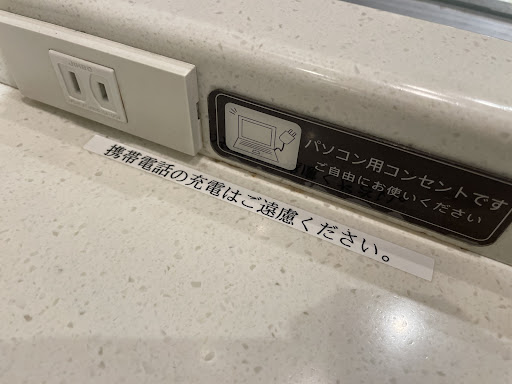 パソコン用コンセントです
ご自由にお使いください
携帯電話の充電はご遠慮ください。